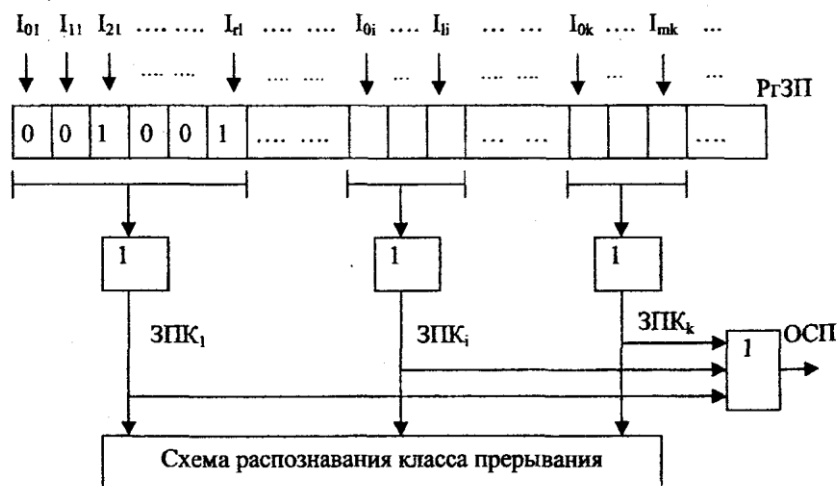 I01 I11 I21 .... .... Ir1 .... .... I0i .... Ili ... ... I0k .... Imk ...
.... .... .... .... ... .... .... ... ...
РгЗП
0 0 1 0 0 1 .... .... ... ... ....
1 1 1
ЗПК1 ЗПКi ЗПКk 1 ОСП
Схема распознавания класса прерывания